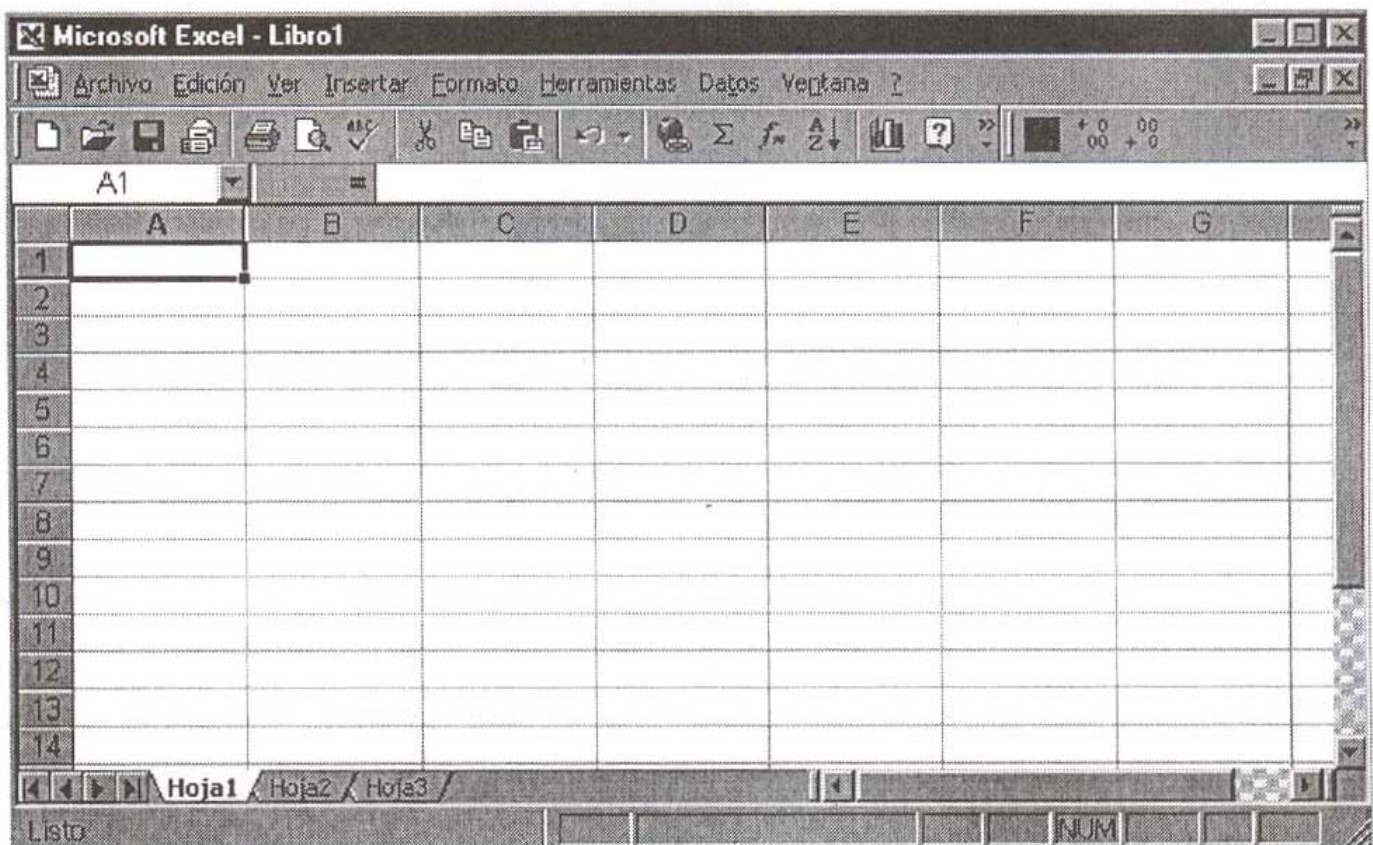 Microsoft Excel - Libro1
Archivo Edición Ver Insertar Formato Herramientas Datos Ventana ?
A1 =
A B C D E F G
1
2
3
4
5
6
7
8
9
10
11
12
13
14
Hoja1 Hoja2 Hoja3
Listo NUM